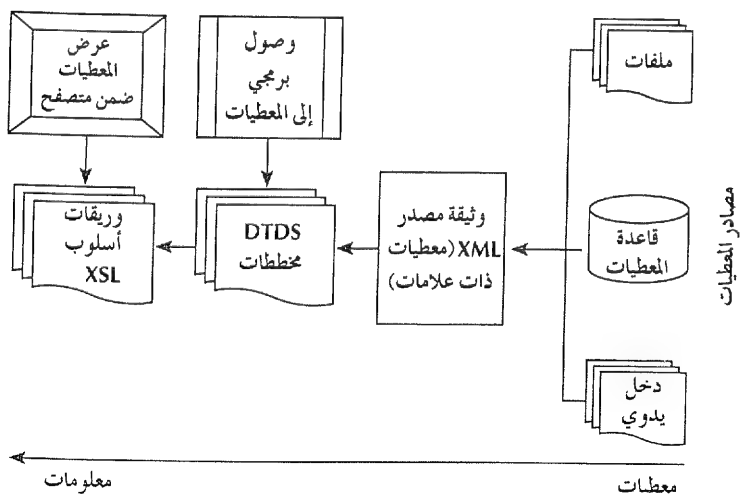 ملفات
قاعدة
المعطيات
دخل
يدوي
مصادر المعطيات
وثيقة مصدر
XML (معطيات
ذات علامات)
وصول
برمجي
إلى المعطيات
DTDS
مخططات
عرض
المعطيات
ضمن متصفح
وريقات
أسلوب
XSL
معطيات
معلومات